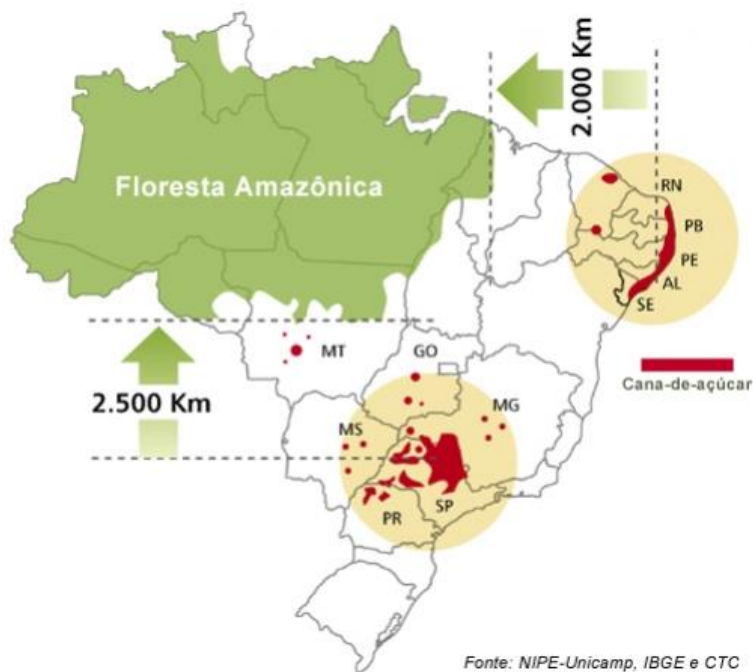 2.000 Km
Floresta Amazônica
RN
PB
PE
AL
SE
MT
GO
Cana-de-açúcar
2.500 Km
MS
MG
SP
PR
Fonte: NIPE-Unicamp, IBGE e CTC